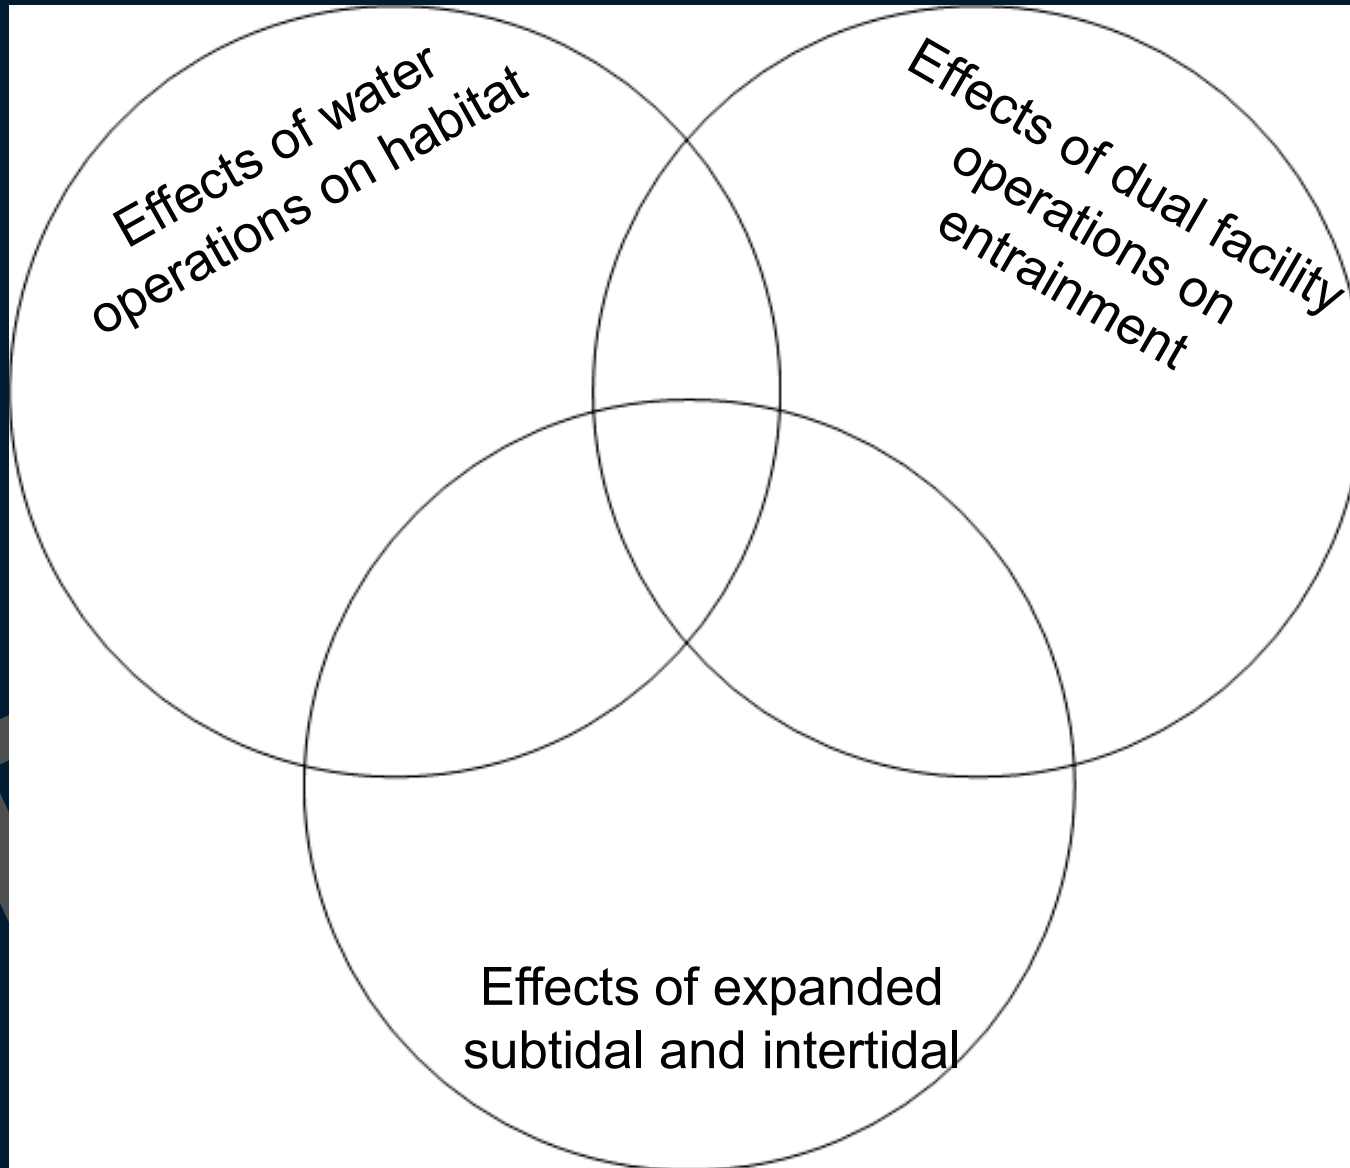 Effects of water
operations on habitat
Effects of dual facility
operations on
entrainment
Effects of expanded
subtidal and intertidal